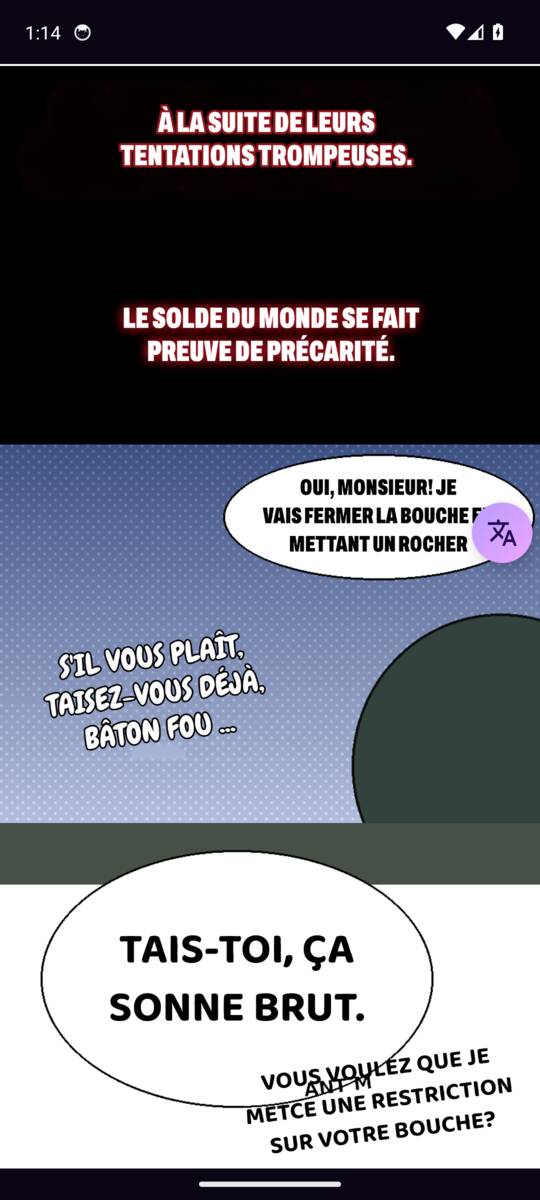 1:14
À LA SUITE DE LEURS
TENTATIONS TROMPEUSES.
LE SOLDE DU MONDE SE FAIT
PREUVE DE PRÉCARITÉ.
OUI, MONSIEUR! JE
VAIS FERMER LA BOUCHE
METTANT UN ROCHER
S'IL VOUS PLAÎT,
TAISEZ-VOUS DÉJÀ,
BÂTON FOU ...
TAIS-TOI, ÇA
SONNE BRUT.
VOUS VOULEZ QUE JE
ANT M
METCE UNE RESTRICTION
SUR VOTRE BOUCHE?